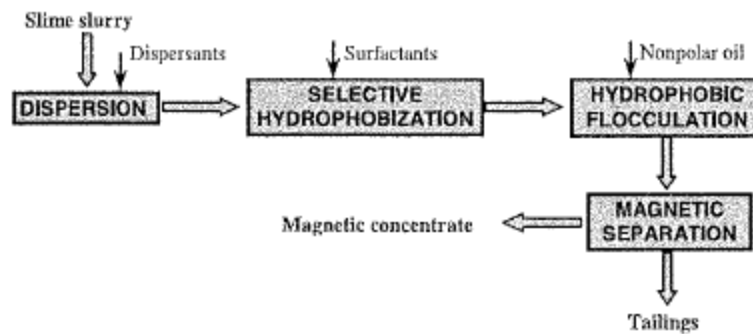 Slime slurry
Dispersants
Surfactants
Nonpolar oil
DISPERSION
SELECTIVE
HYDROPHOBIZATION
HYDROPHOBIC
FLOCCULATION
Magnetic concentrate
MAGNETIC
SEPARATION
Tailings